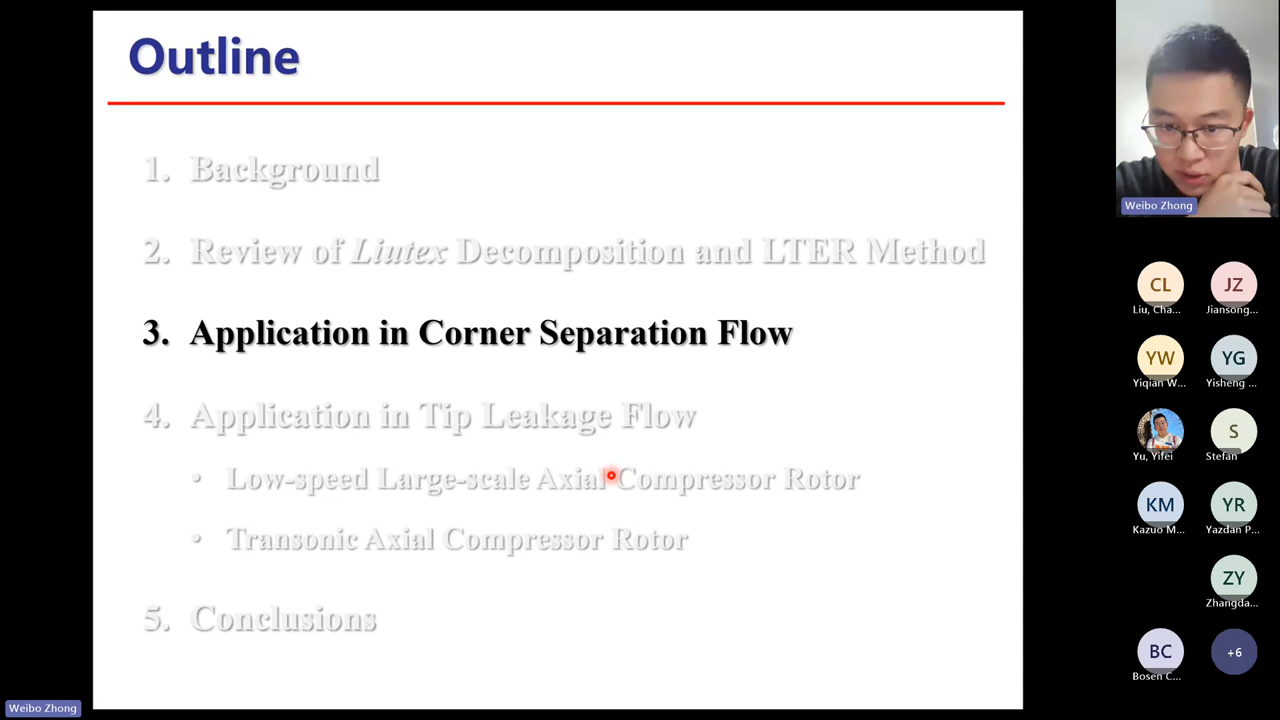 Outline
1. Background
2. Review of Liutex Decomposition and LTER Method
3. Application in Corner Separation Flow
4. Application in Tip Leakage Flow
• Low-speed Large-scale Axial Compressor Rotor
• Transonic Axial Compressor Rotor
5. Conclusions
Weibo Zhong
CL
Liu, Cha...
JZ
Jiansong...
YW
Yiqian W...
YG
Yisheng ...
Yu, Yifei
S
Stefan
KM
Kazuo M...
YR
Yazdan P...
ZY
Zhangda...
BC
Bosen C...
+6
Weibo Zhong